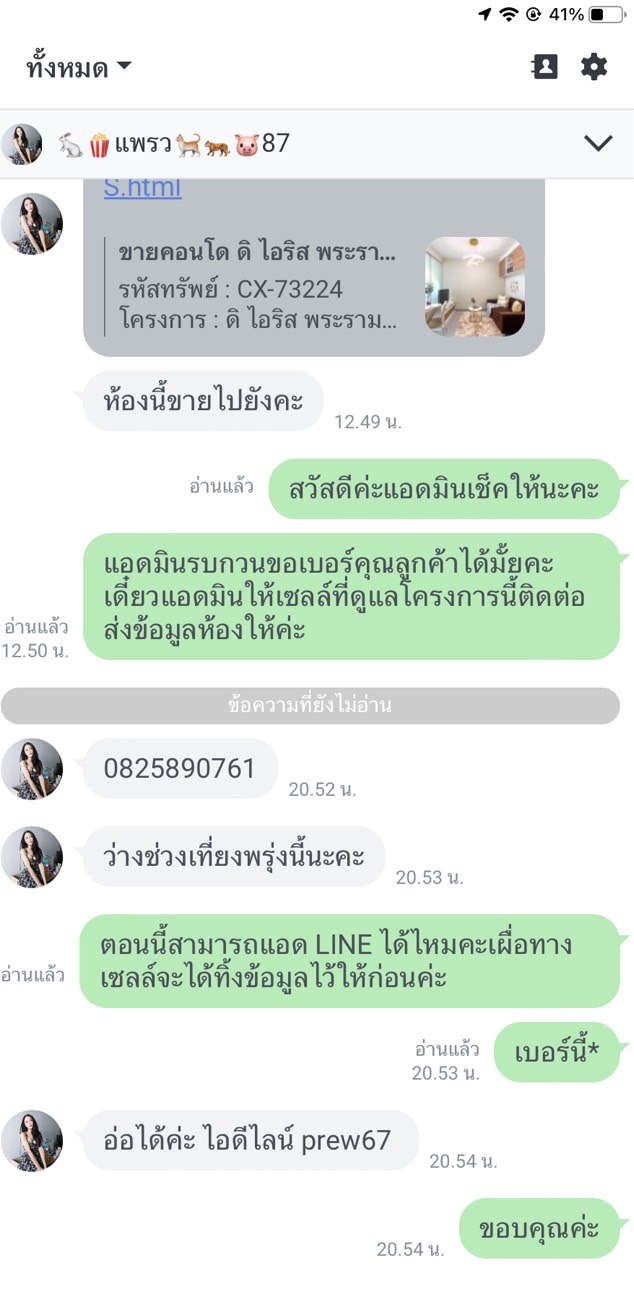 41%
ทั้งหมด
🐇🍿แพรว🐈🐅🐷87
S.html
ขายคอนโด ดิ ไอริส พระรา...
รหัสทรัพย์ : CX-73224
โครงการ : ดิ ไอริส พระราม...
ห้องนี้ขายไปยังคะ
12.49 น.
อ่านแล้ว
สวัสดีค่ะแอดมินเช็คให้นะคะ
แอดมินรบกวนขอเบอร์คุณลูกค้าได้มั้ยคะ
เดี๋ยวแอดมินให้เซลล์ที่ดูแลโครงการนี้ติดต่อ
ส่งข้อมูลห้องให้ค่ะ
อ่านแล้ว
12.50 น.
ข้อความที่ยังไม่อ่าน
0825890761
20.52 น.
ว่างช่วงเที่ยงพรุ่งนี้นะคะ
20.53 น.
ตอนนี้สามารถแอด LINE ได้ไหมคะเผื่อทาง
เซลล์จะได้ทิ้งข้อมูลไว้ให้ก่อนค่ะ
อ่านแล้ว
เบอร์นี้*
อ่านแล้ว
20.53 น.
อ่อได้ค่ะ ไอดีไลน์ prew67
20.54 น.
ขอบคุณค่ะ
20.54 น.